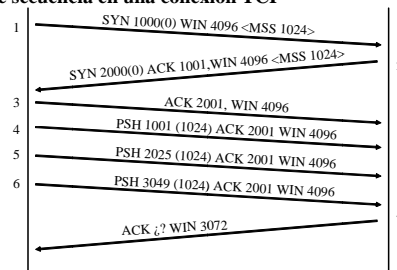 e secuencia en una conexión TCP
1
SYN 1000(0) WIN 4096 <MSS 1024>
SYN 2000(0) ACK 1001,WIN 4096 <MSS 1024>
3
ACK 2001, WIN 4096
4
PSH 1001 (1024) ACK 2001 WIN 4096
5
PSH 2025 (1024) ACK 2001 WIN 4096
6
PSH 3049 (1024) ACK 2001 WIN 4096
ACK ¿? WIN 3072